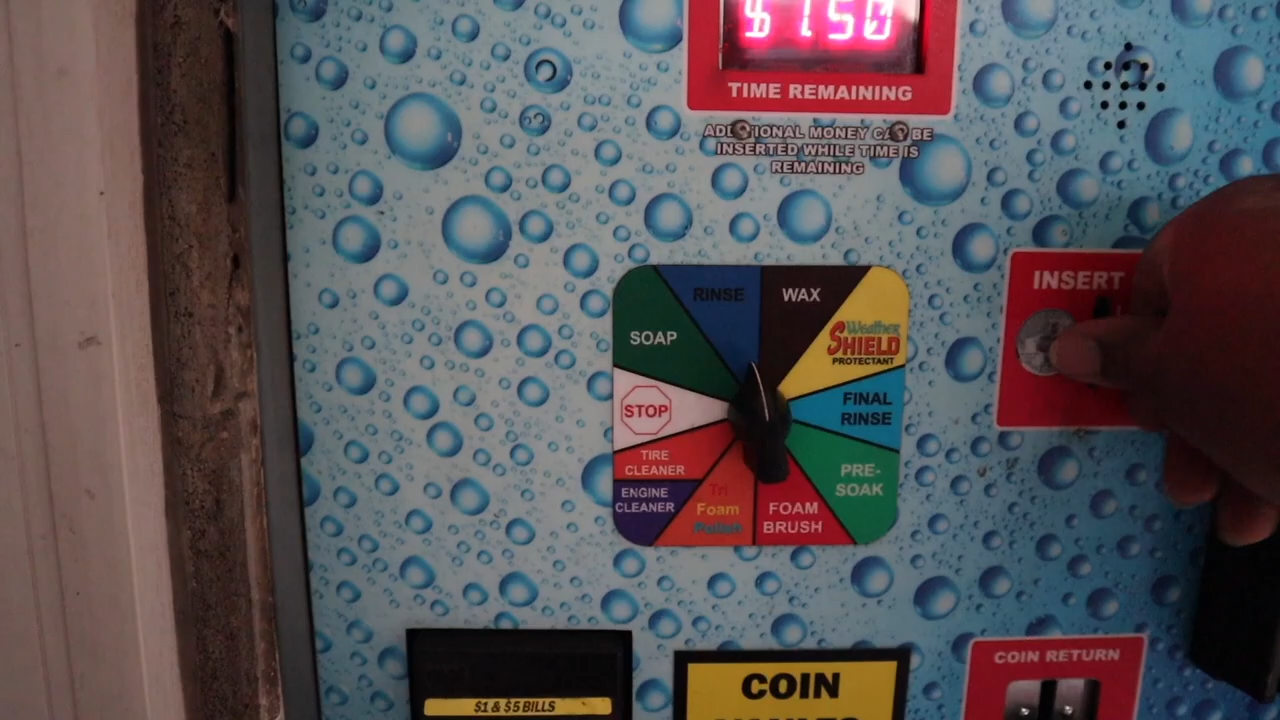 $ 1.50
TIME REMAINING
ADDITIONAL MONEY CAN BE
INSERTED WHILE TIME IS
REMAINING
INSERT
RINSE
WAX
SOAP
Weather
SHIELD
PROTECTANT
STOP
FINAL
RINSE
TIRE
CLEANER
PRE-
SOAK
ENGINE
CLEANER
Tri
Foam
Polish
FOAM
BRUSH
COIN RETURN
$1 & $5 BILLS
COIN